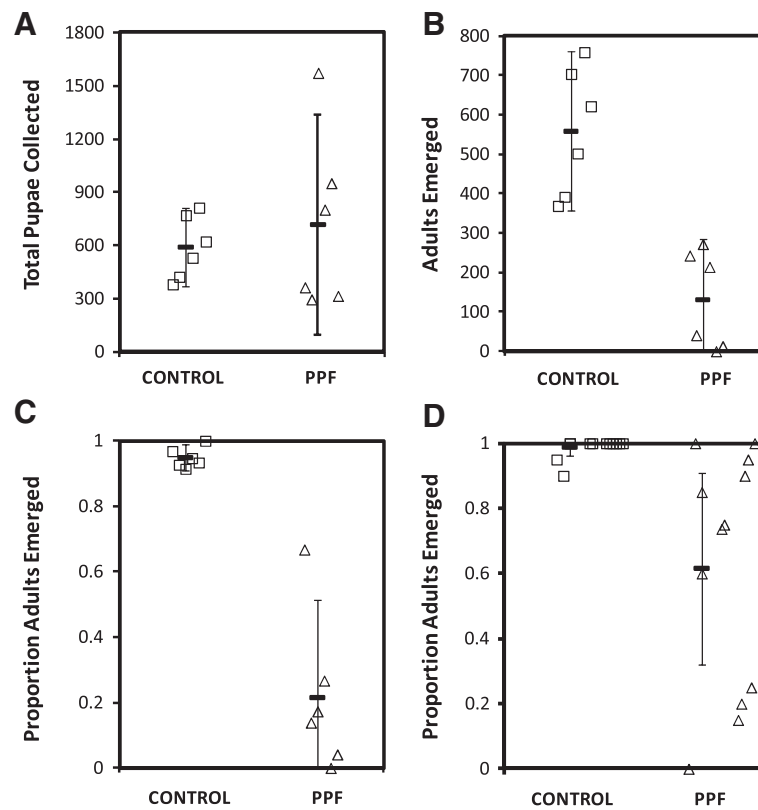 A
Total Pupae Collected
1800
1500
1200
900
600
300
0
CONTROL
PPF
B
Adults Emerged
800
700
600
500
400
300
200
100
0
CONTROL
PPF
C
Proportion Adults Emerged
1
0.8
0.6
0.4
0.2
0
CONTROL
PPF
D
Proportion Adults Emerged
1
0.8
0.6
0.4
0.2
0
CONTROL
PPF